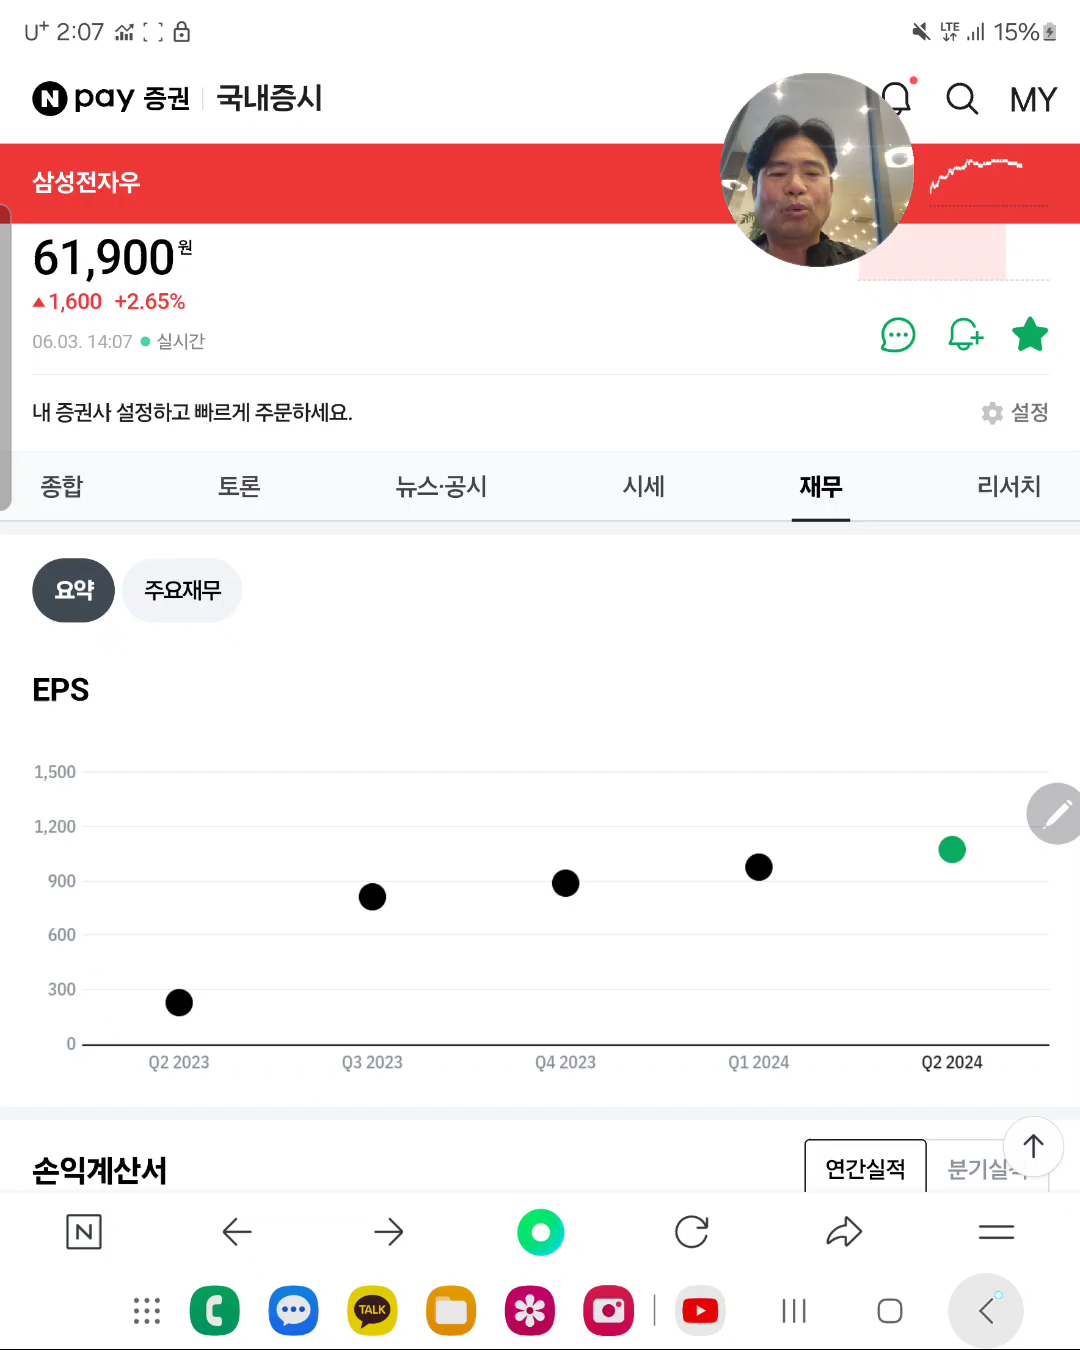 U+ 2:07 LTE 15%
N pay 증권 국내증시 MY
삼성전자우
61,900원
▲1,600 +2.65%
06.03. 14:07 ● 실시간
내 증권사 설정하고 빠르게 주문하세요. 설정
종합 토론 뉴스·공시 시세 재무 리서치
요약 주요재무
EPS
1,500
1,200
900
600
300
0
Q2 2023 Q3 2023 Q4 2023 Q1 2024 Q2 2024
손익계산서 연간실적 분기실
N
TALK